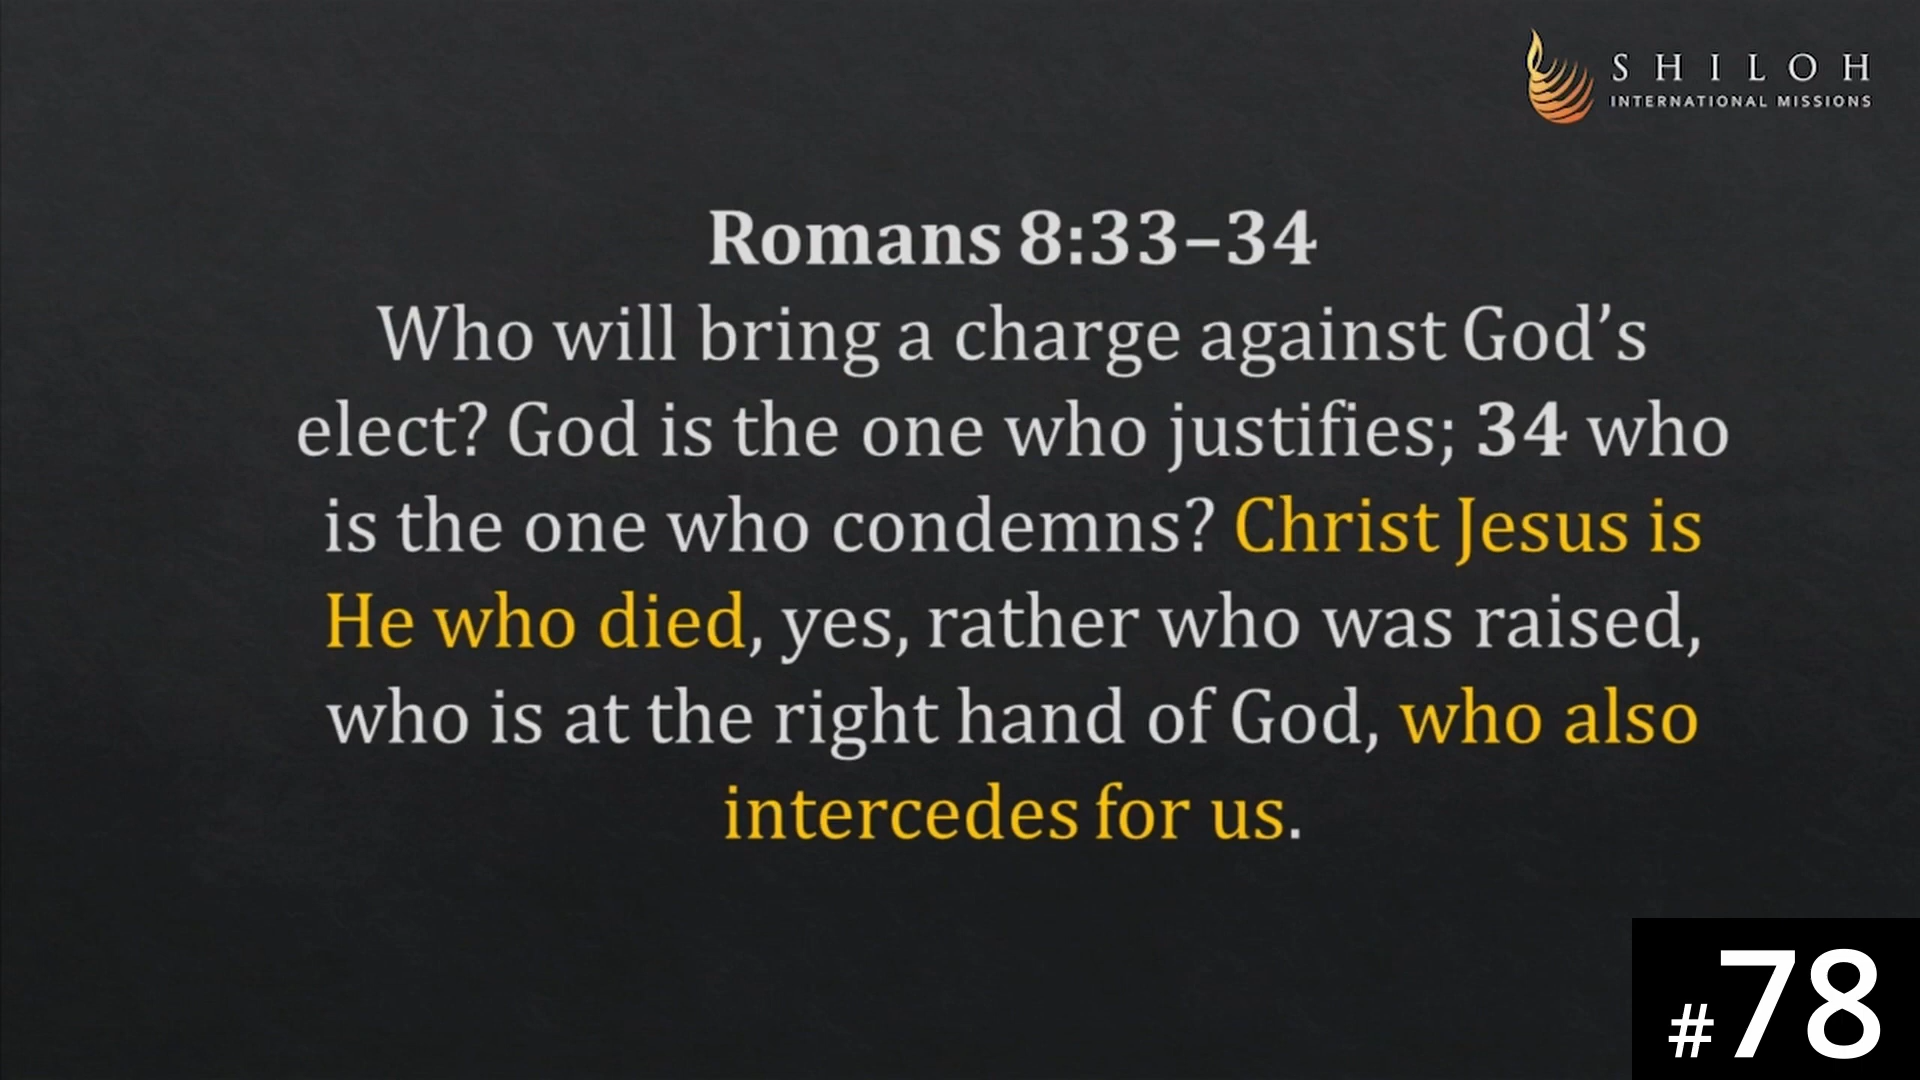 SHILOH
INTERNATIONAL MISSIONS
Romans 8:33–34
Who will bring a charge against God’s
elect? God is the one who justifies; 34 who
is the one who condemns? Christ Jesus is
He who died, yes, rather who was raised,
who is at the right hand of God, who also
intercedes for us.
#78